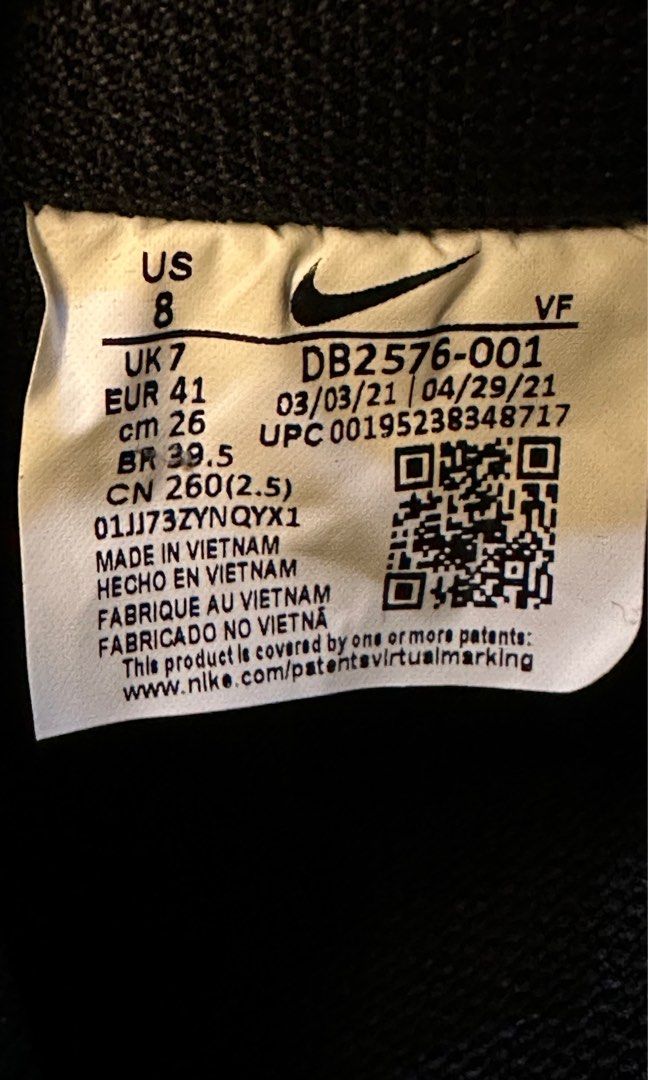 US
8
VF
UK 7
EUR 41
cm 26
BR 39.5
CN 260(2.5)
DB2576-001
03/03/21 | 04/29/21
UPC 00195238348717
01JJ73ZYNQYX1
MADE IN VIETNAM
HECHO EN VIETNAM
FABRIQUE AU VIETNAM
FABRICADO NO VIETNÃ
This product is covered by one or more patents:
www.nike.com/patentsvirtualmarking